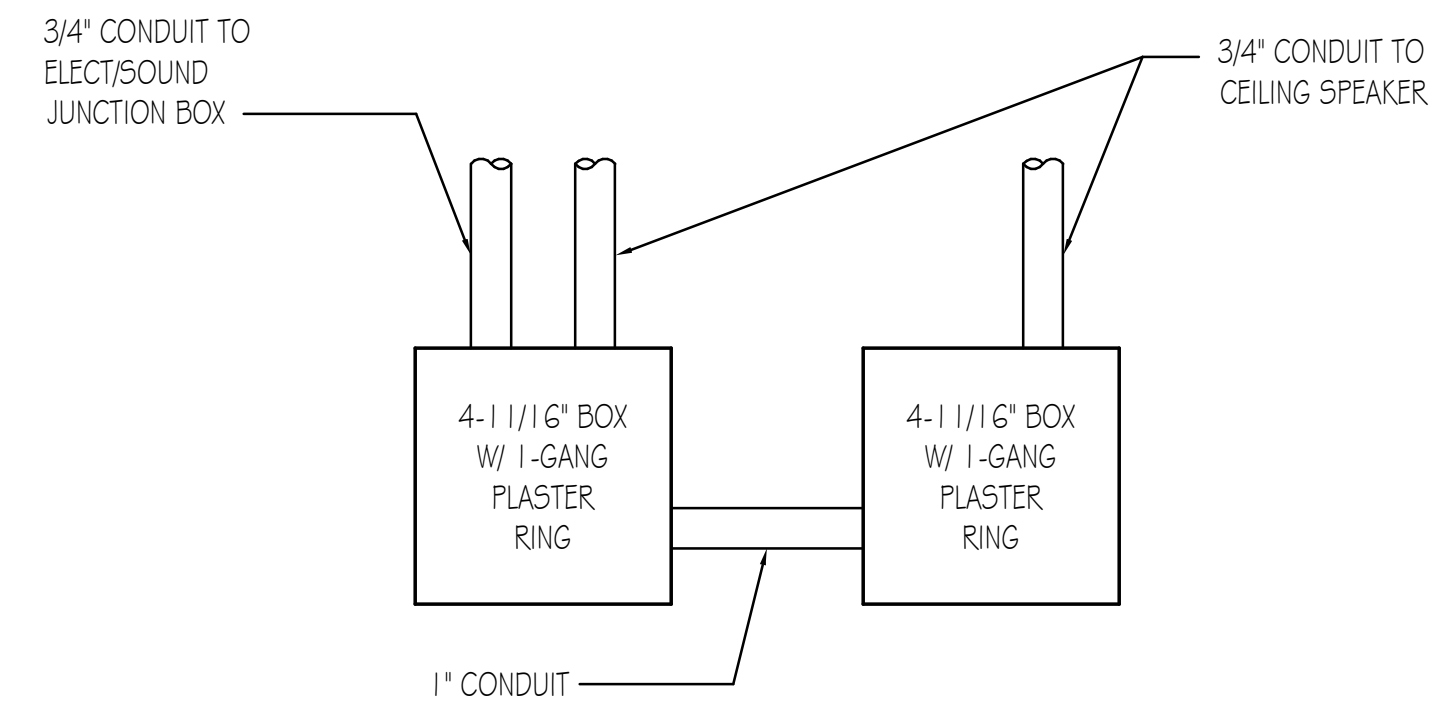 3/4" CONDUIT TO
ELECT/SOUND
JUNCTION BOX
3/4" CONDUIT TO
CEILING SPEAKER
4-11/16" BOX
W/ 1-GANG
PLASTER
RING
4-11/16" BOX
W/ 1-GANG
PLASTER
RING
1" CONDUIT